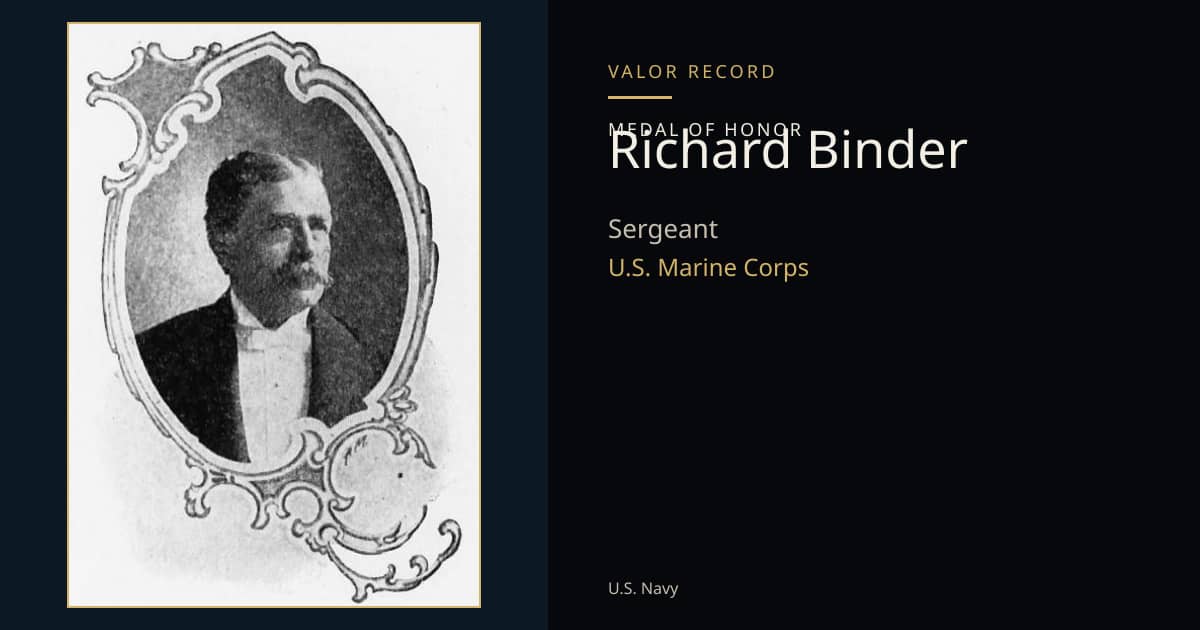 VALOR RECORD
MEDAL OF HONOR
Richard Binder
Sergeant
U.S. Marine Corps
U.S. Navy